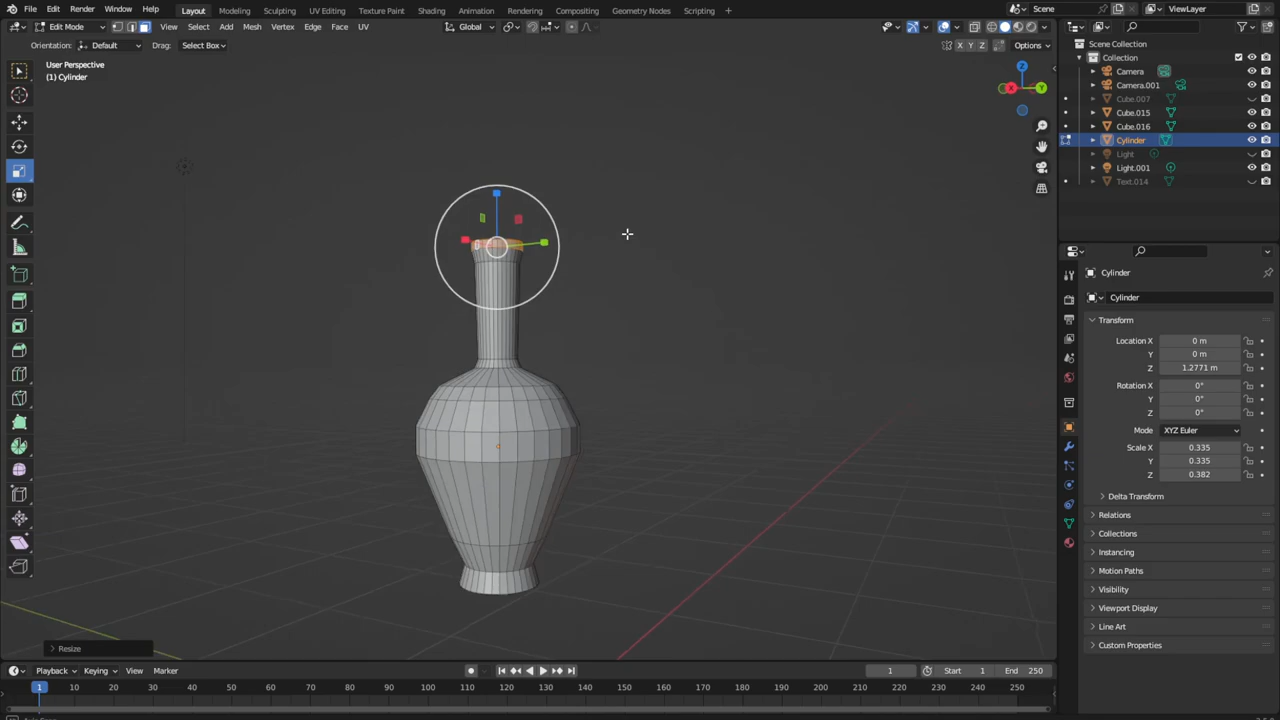 File Edit Render Window Help Layout Modeling Sculpting UV Editing Texture Paint Shading Animation Rendering Compositing Geometry Nodes Scripting + Scene ViewLayer
Edit Mode View Select Add Mesh Vertex Edge Face UV Global
Orientation: Default Drag: Select Box X Y Z Options
User Perspective
(1) Cylinder
Z
X
Y
Scene Collection
Collection
Camera
Camera.001
Cube.007
Cube.015
Cube.016
Cylinder
Light
Light.001
Text.014
Cylinder
Cylinder
Transform
Location X 0 m
Y 0 m
Z 1.2771 m
Rotation X 0°
Y 0°
Z 0°
Mode XYZ Euler
Scale X 0.335
Y 0.335
Z 0.382
Delta Transform
Relations
Collections
Instancing
Motion Paths
Visibility
Viewport Display
Line Art
Custom Properties
Resize
Playback Keying View Marker 1 Start 1 End 250
1 10 20 30 40 50 60 70 80 90 100 110 120 130 140 150 160 170 180 190 200 210 220 230 240 250